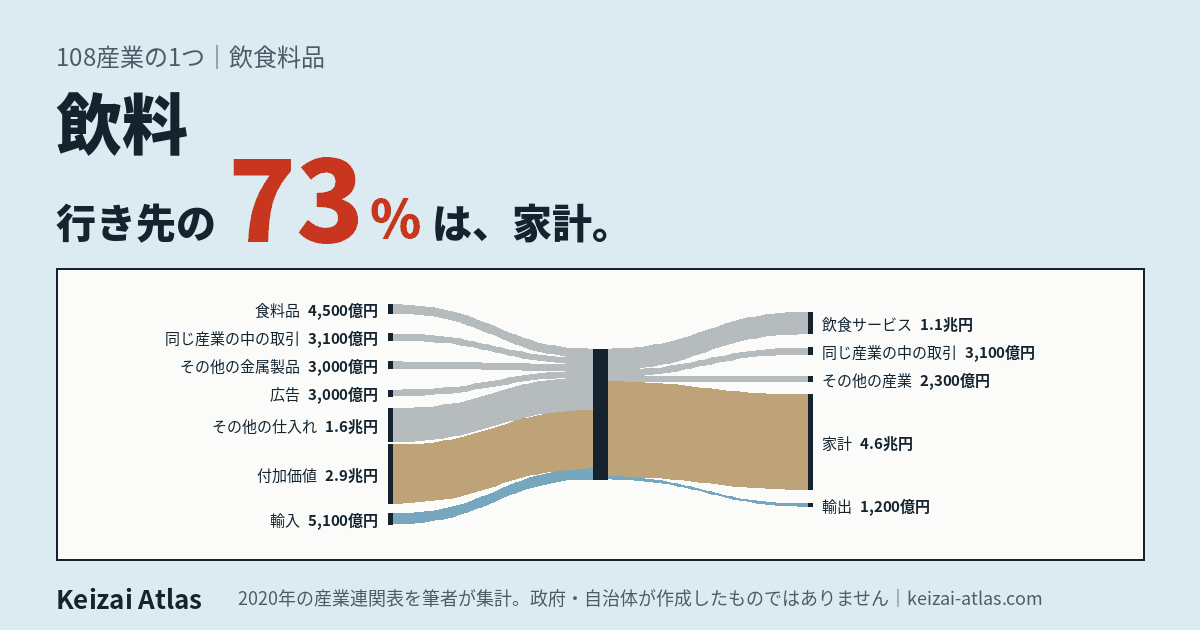 108産業の1つ｜飲食料品
飲料
行き先の 73% は、家計。
食料品 4,500億円
同じ産業の中の取引 3,100億円
その他の金属製品 3,000億円
広告 3,000億円
その他の仕入れ 1.6兆円
付加価値 2.9兆円
輸入 5,100億円
飲食サービス 1.1兆円
同じ産業の中の取引 3,100億円
その他の産業 2,300億円
家計 4.6兆円
輸出 1,200億円
Keizai Atlas 2020年の産業連関表を筆者が集計。政府・自治体が作成したものではありません｜keizai-atlas.com